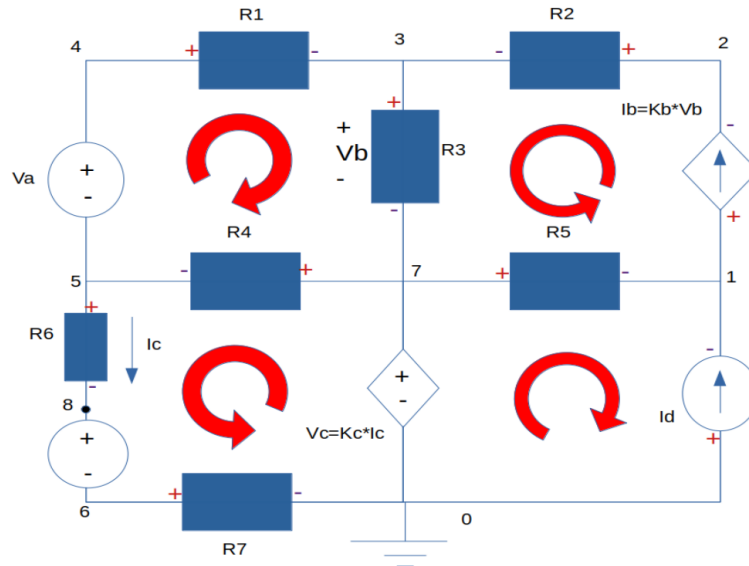 R1
R2
4
3
2
+
-
-
+
Ib=Kb*Vb
+
-
+
Vb
-
R3
Va
+
-
-
+
R4
R5
5
-
+
7
+
-
1
+
R6
Ic
-
-
8
+
-
+
-
Vc=Kc*Ic
Id
+
6
+
-
0
R7